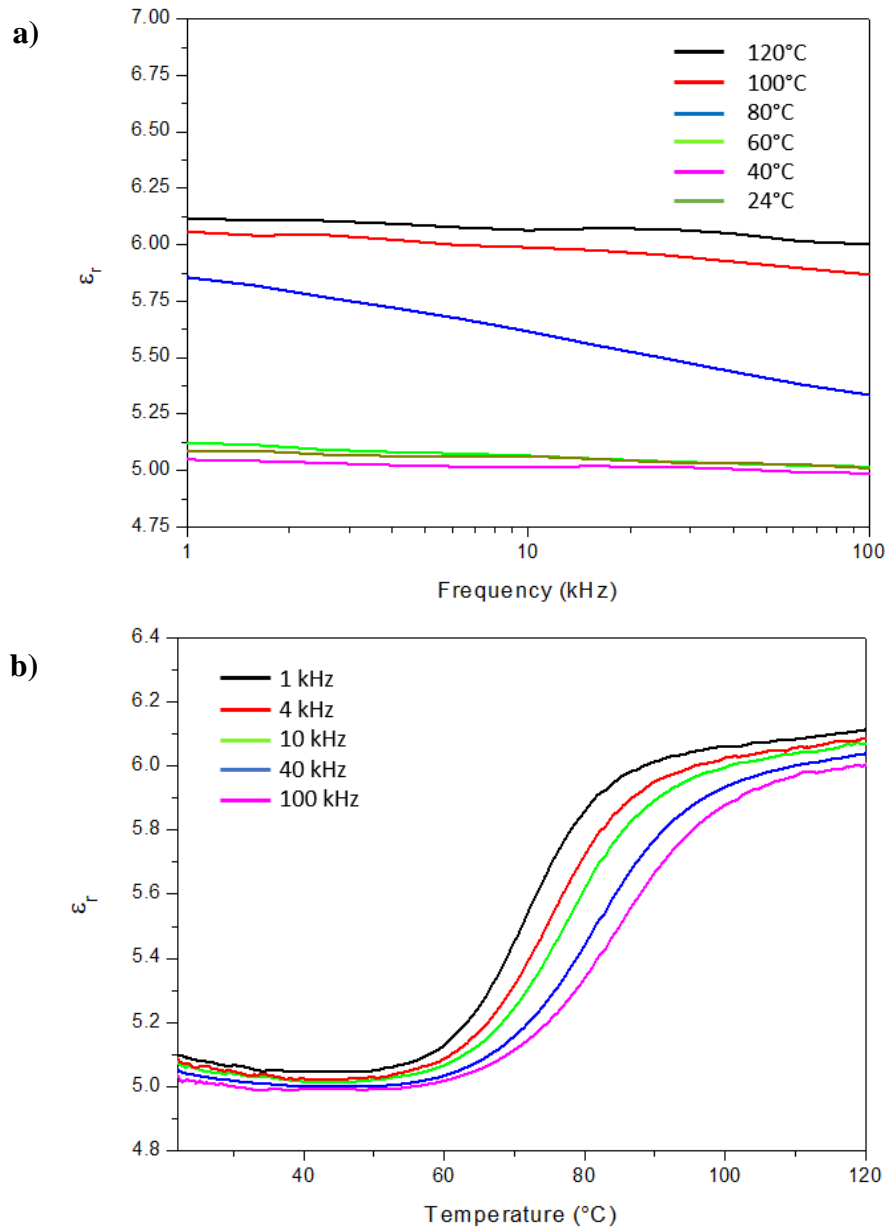 a)
7.00
6.75
6.50
6.25
6.00
5.75
5.50
5.25
5.00
4.75
εr
120°C
100°C
80°C
60°C
40°C
24°C
1
10
100
Frequency (kHz)
b)
6.4
6.2
6.0
5.8
5.6
5.4
5.2
5.0
4.8
εr
1 kHz
4 kHz
10 kHz
40 kHz
100 kHz
40
60
80
100
120
Temperature (°C)